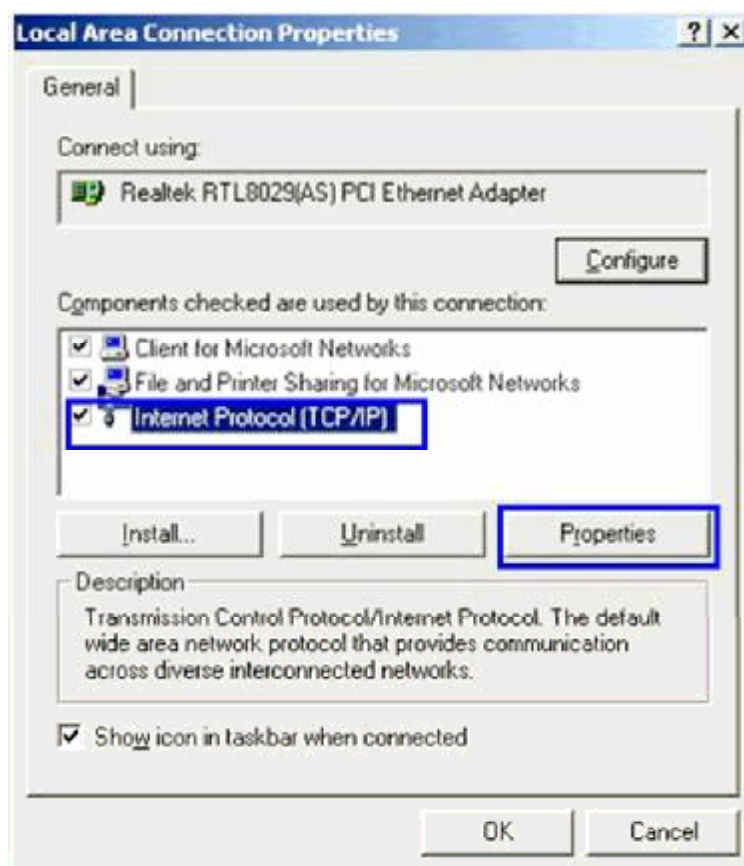 Local Area Connection Properties
General
Connect using:
Realtek RTL8029(AS) PCI Ethernet Adapter
Configure
Components checked are used by this connection:
Client for Microsoft Networks
File and Printer Sharing for Microsoft Networks
Internet Protocol (TCP/IP)
Install... Uninstall Properties
Description
Transmission Control Protocol/Internet Protocol. The default
wide area network protocol that provides communication
across diverse interconnected networks.
Show icon in taskbar when connected
OK Cancel